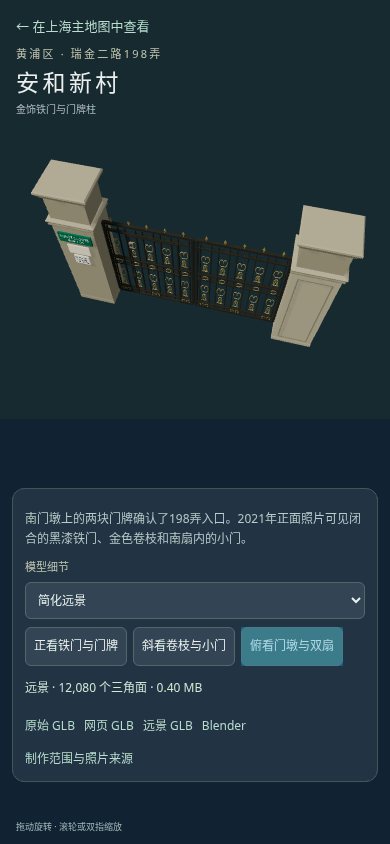 ← 在上海主地图中查看
黄浦区 · 瑞金二路198弄
安和新村
金饰铁门与门牌柱
南门墩上的两块门牌确认了198弄入口。2021年正面照片可见闭
合的黑漆铁门、金色卷枝和南扇内的小门。
模型细节
简化远景
正看铁门与门牌 斜看卷枝与小门 俯看门墩与双扇
远景 · 12,080 个三角面 · 0.40 MB
原始 GLB 网页 GLB 远景 GLB Blender
制作范围与照片来源
拖动旋转 · 滚轮或双指缩放